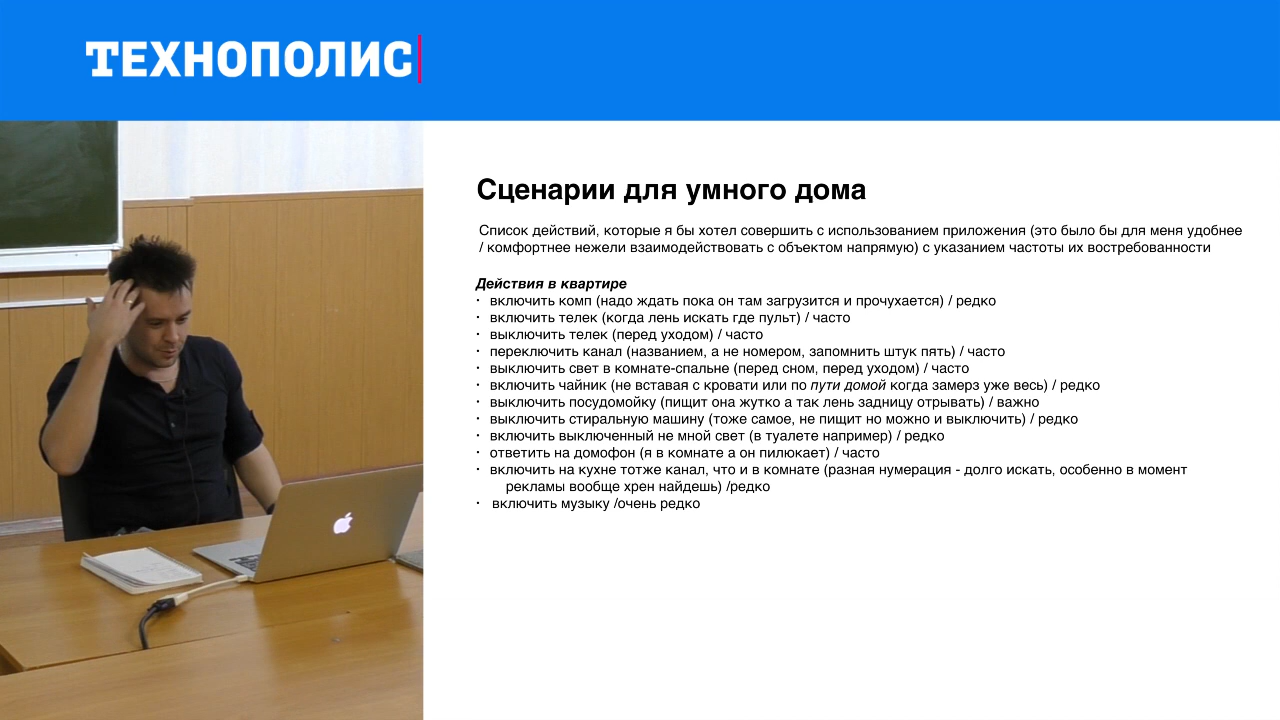 ТЕХНОПОЛИС
Сценарии для умного дома
Список действий, которые я бы хотел совершить с использованием приложения (это было бы для меня удобнее
/ комфортнее нежели взаимодействовать с объектом напрямую) с указанием частоты их востребованности
Действия в квартире
· включить комп (надо ждать пока он там загрузится и прочухается) / редко
· включить телек (когда лень искать где пульт) / часто
· выключить телек (перед уходом) / часто
· переключить канал (названием, а не номером, запомнить штук пять) / часто
· выключить свет в комнате-спальне (перед сном, перед уходом) / часто
· включить чайник (не вставая с кровати или по пути домой когда замерз уже весь) / редко
· выключить посудомойку (пищит она жутко а так лень задницу отрывать) / важно
· выключить стиральную машину (тоже самое, не пищит но можно и выключить) / редко
· включить выключенный не мной свет (в туалете например) / редко
· ответить на домофон (я в комнате а он пилюкает) / часто
· включить на кухне тотже канал, что и в комнате (разная нумерация - долго искать, особенно в момент
рекламы вообще хрен найдешь) /редко
· включить музыку /очень редко